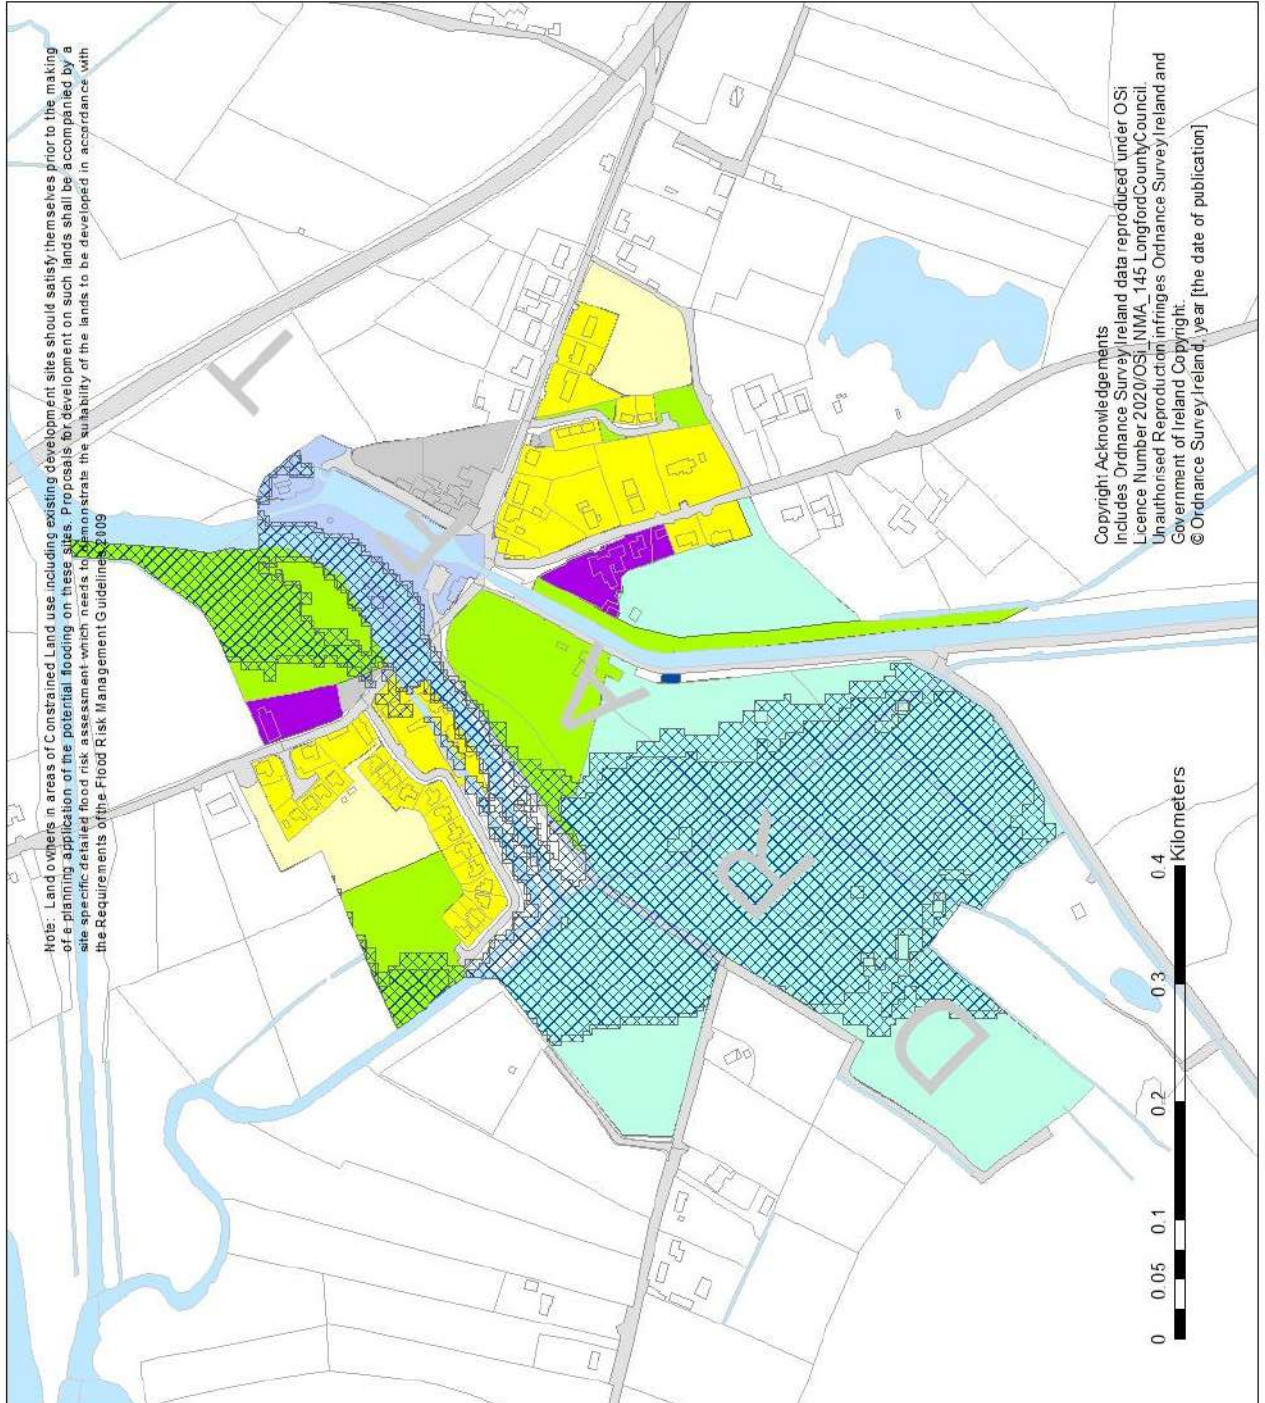 Note: Land owners in areas of Constrained Land use including existing development sites should satisfy themselves prior to the making
of a planning application of the potential flooding on these sites. Proposals for development on such lands shall be accompanied by a
site specific detailed flood risk assessment which needs to demonstrate the suitability of the lands to be developed in accordance with
the Requirements of the Flood Risk Management Guidelines 2009
DRAFT
Copyright Acknowledgements
Includes Ordnance Survey Ireland data reproduced under OSi
Licence Number 2020/OSi_NMA_145 LongfordCountyCouncil.
Unauthorised Reproduction infringes Ordnance Survey Ireland and
Government of Ireland Copyright.
© Ordnance Survey Ireland, year [the date of publication]
0 0.05 0.1 0.2 0.3 0.4
Kilometers